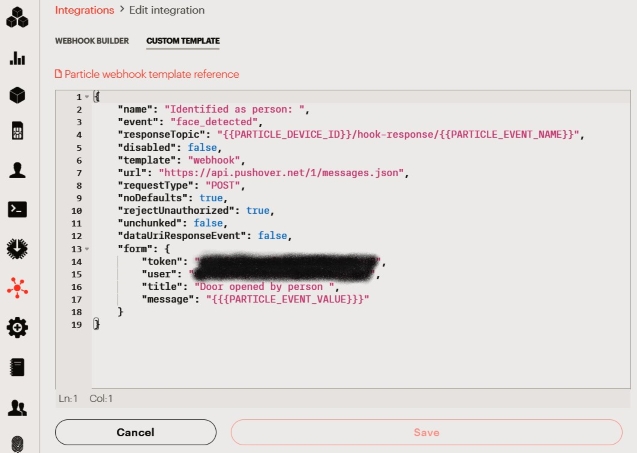 Integrations > Edit integration
WEBHOOK BUILDER CUSTOM TEMPLATE
Particle webhook template reference
1 {
2 "name": "Identified as person: ",
3 "event": "face_detected",
4 "responseTopic": "{{PARTICLE_DEVICE_ID}}/hook-response/{{PARTICLE_EVENT_NAME}}",
5 "disabled": false,
6 "template": "webhook",
7 "url": "https://api.pushover.net/1/messages.json",
8 "requestType": "POST",
9 "noDefaults": true,
10 "rejectUnauthorized": true,
11 "unchunked": false,
12 "dataUriResponseEvent": false,
13 "form": {
14 "token": "",
15 "user": "",
16 "title": "Door opened by person ",
17 "message": "{{{PARTICLE_EVENT_VALUE}}}"
18 }
19 }
Ln:1 Col:1
Cancel Save